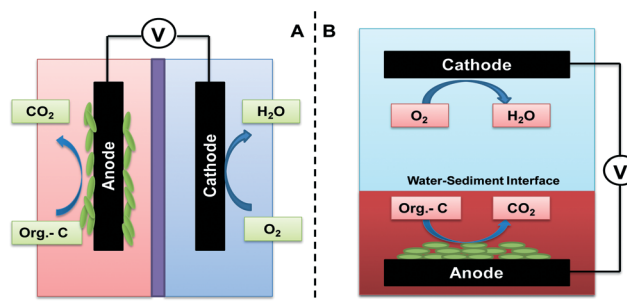 V
A
CO2
H2O
Anode
Cathode
Org.- C
O2
B
Cathode
O2
H2O
V
Water-Sediment Interface
Org.- C
CO2
Anode